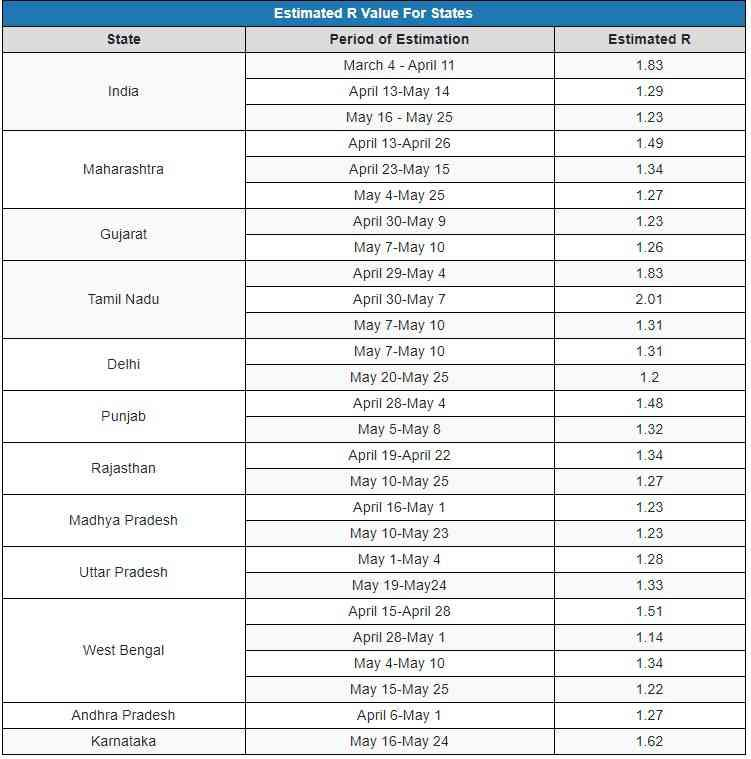 Estimated R Value For States
State Period of Estimation Estimated R
India
March 4 - April 11 1.83
April 13-May 14 1.29
May 16 - May 25 1.23
Maharashtra
April 13-April 26 1.49
April 23-May 15 1.34
May 4-May 25 1.27
Gujarat
April 30-May 9 1.23
May 7-May 10 1.26
Tamil Nadu
April 29-May 4 1.83
April 30-May 7 2.01
May 7-May 10 1.31
Delhi
May 7-May 10 1.31
May 20-May 25 1.2
Punjab
April 28-May 4 1.48
May 5-May 8 1.32
Rajasthan
April 19-April 22 1.34
May 10-May 25 1.27
Madhya Pradesh
April 16-May 1 1.23
May 10-May 23 1.23
Uttar Pradesh
May 1-May 4 1.28
May 19-May24 1.33
West Bengal
April 15-April 28 1.51
April 28-May 1 1.14
May 4-May 10 1.34
May 15-May 25 1.22
Andhra Pradesh April 6-May 1 1.27
Karnataka May 16-May 24 1.62